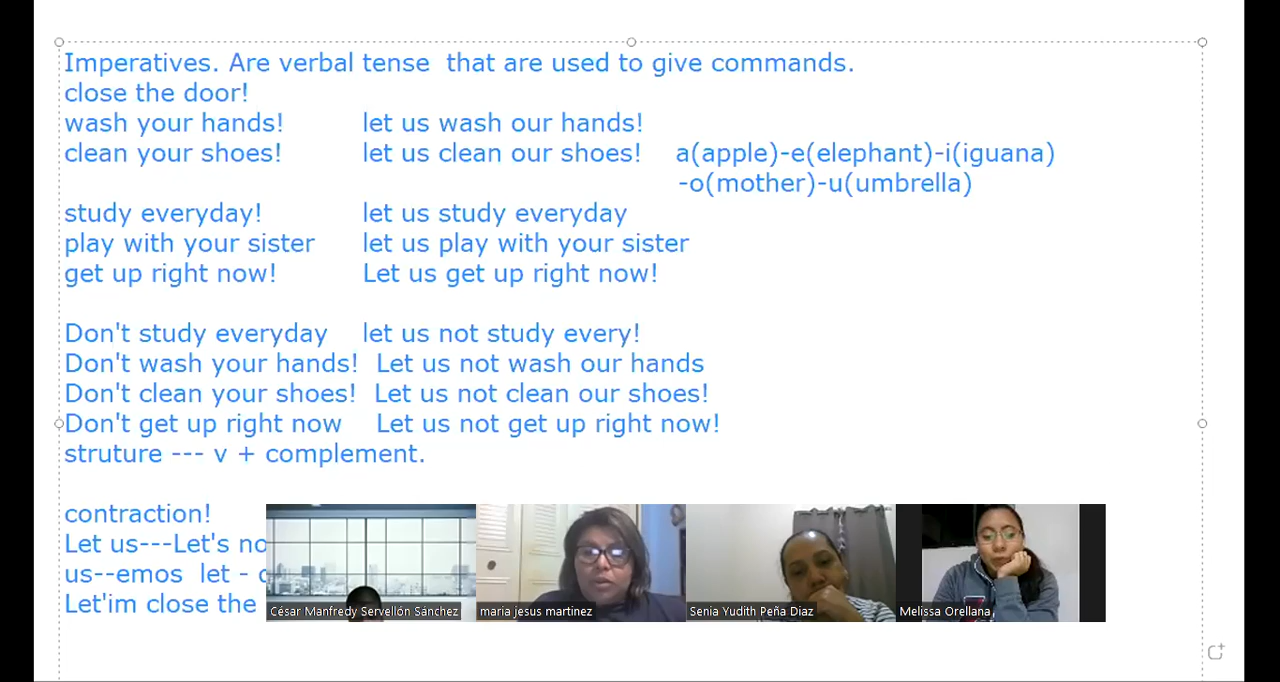 Imperatives. Are verbal tense that are used to give commands.
close the door!
wash your hands! let us wash our hands!
clean your shoes! let us clean our shoes! a(apple)-e(elephant)-i(iguana)
-o(mother)-u(umbrella)
study everyday! let us study everyday
play with your sister let us play with your sister
get up right now! Let us get up right now!
Don't study everyday let us not study every!
Don't wash your hands! Let us not wash our hands
Don't clean your shoes! Let us not clean our shoes!
Don't get up right now Let us not get up right now!
struture --- v + complement.
contraction!
Let us---Let's no
us--emos let -
Let'im close the
César Manfredy Servellón Sánchez maria jesus martinez Senia Yudith Peña Diaz Melissa Orellana